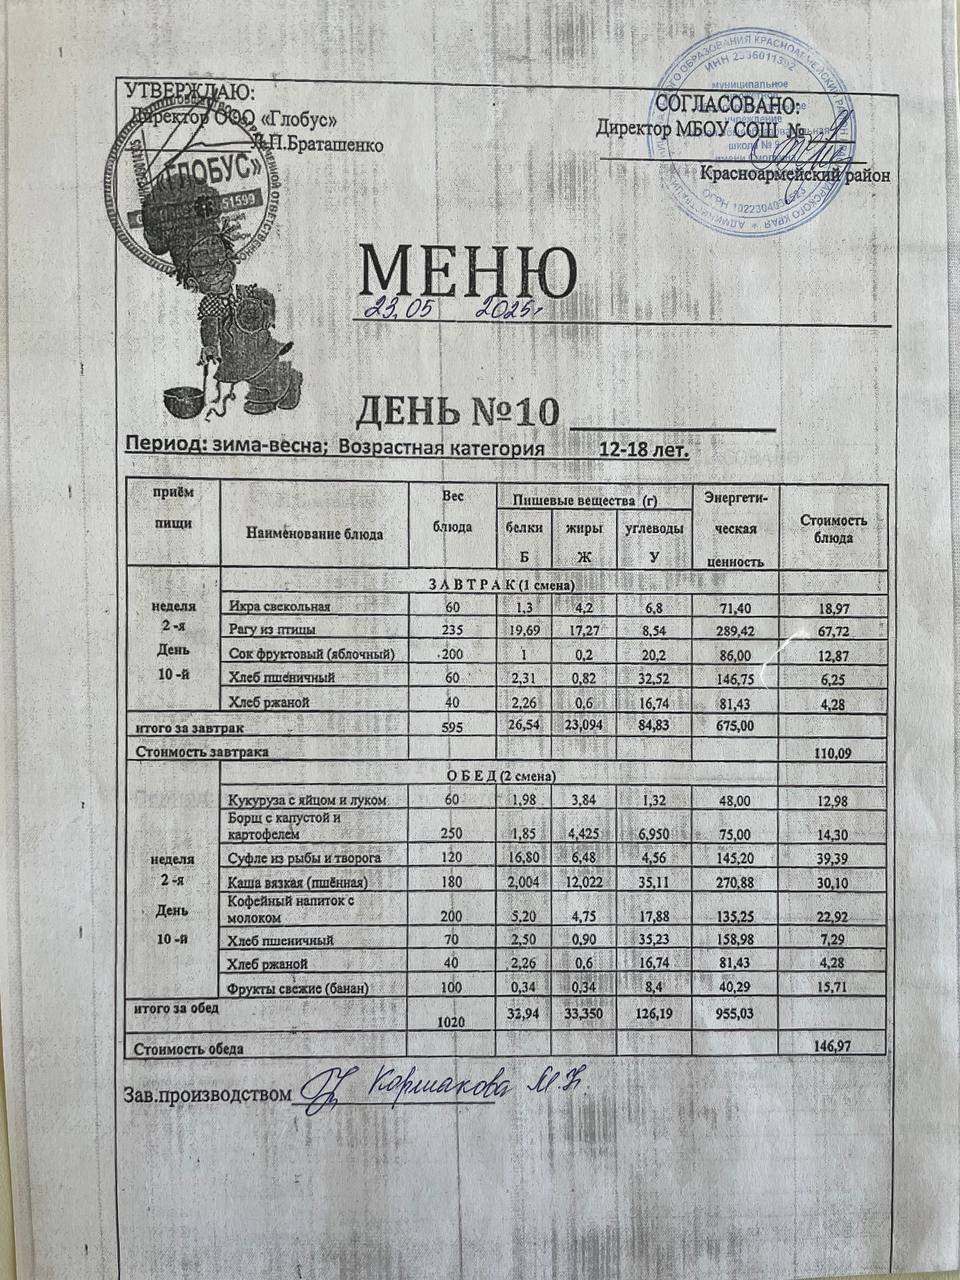 УТВЕРЖДАЮ:
Директор ООО «Глобус»
Л.П.Браташенко
«ГЛОБУС»
СОГЛАСОВАНО:
Директор МБОУ СОШ №
Красноармейский район
ИНН 2336011392
муниципальное
учреждение
школа № 9
МЕНЮ
23.05 2025г
ДЕНЬ №10
Период: зима-весна; Возрастная категория 12-18 лет.
приём пищи Наименование блюда Вес блюда Пищевые вещества (г) Энергети-ческая ценность Стоимость блюда
белки Б жиры Ж углеводы У
З А В Т Р А К (1 смена)
неделя 2 -я День 10 -й
Икра свекольная 60 1,3 4,2 6,8 71,40 18,97
Рагу из птицы 235 19,69 17,27 8,54 289,42 67,72
Сок фруктовый (яблочный) 200 1 0,2 20,2 86,00 12,87
Хлеб пшеничный 60 2,31 0,82 32,52 146,75 6,25
Хлеб ржаной 40 2,26 0,6 16,74 81,43 4,28
итого за завтрак 595 26,54 23,094 84,83 675,00
Стоимость завтрака 110,09
О Б Е Д (2 смена)
неделя 2 -я День 10 -й
Кукуруза с яйцом и луком 60 1,98 3,84 1,32 48,00 12,98
Борщ с капустой и
картофелем 250 1,85 4,425 6,950 75,00 14,30
Суфле из рыбы и творога 120 16,80 6,48 4,56 145,20 39,39
Каша вязкая (пшённая) 180 2,004 12,022 35,11 270,88 30,10
Кофейный напиток с
молоком 200 5,20 4,75 17,88 135,25 22,92
Хлеб пшеничный 70 2,50 0,90 35,23 158,98 7,29
Хлеб ржаной 40 2,26 0,6 16,74 81,43 4,28
Фрукты свежие (банан) 100 0,34 0,34 8,4 40,29 15,71
итого за обед 1020 32,94 33,350 126,19 955,03
Стоимость обеда 146,97
Зав.производством Коршакова М.Н.